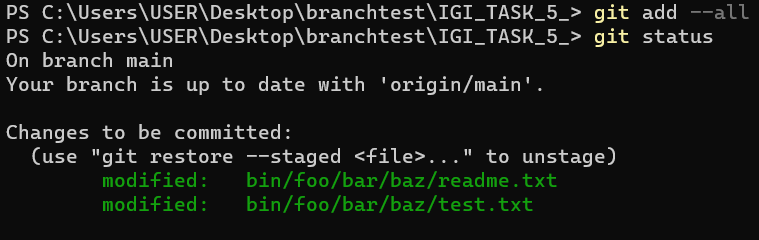 PS C:\Users\USER\Desktop\branchtest\IGI_TASK_5_> git add --all
PS C:\Users\USER\Desktop\branchtest\IGI_TASK_5_> git status
On branch main
Your branch is up to date with 'origin/main'.
Changes to be committed:
(use "git restore --staged <file>..." to unstage)
modified: bin/foo/bar/baz/readme.txt
modified: bin/foo/bar/baz/test.txt